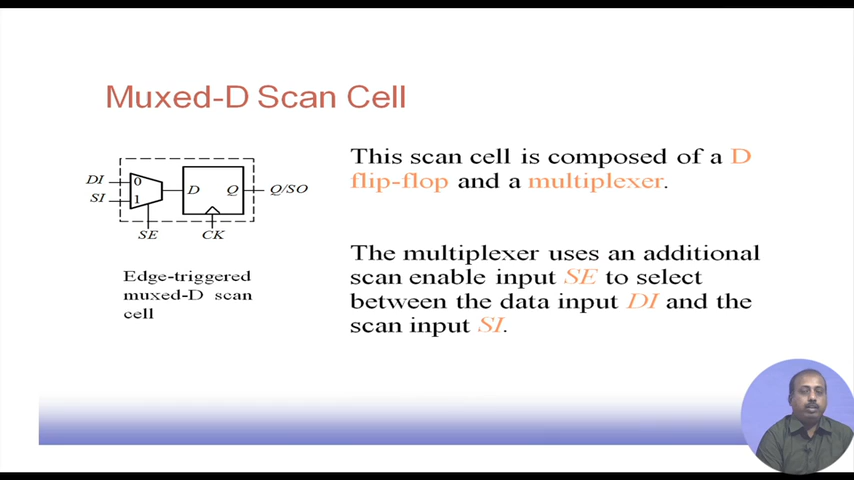 Muxed-D Scan Cell
DI
0
SI
1
D
Q
Q/SO
SE
CK
Edge-triggered
muxed-D scan
cell
This scan cell is composed of a D
flip-flop and a multiplexer.
The multiplexer uses an additional
scan enable input SE to select
between the data input DI and the
scan input SI.